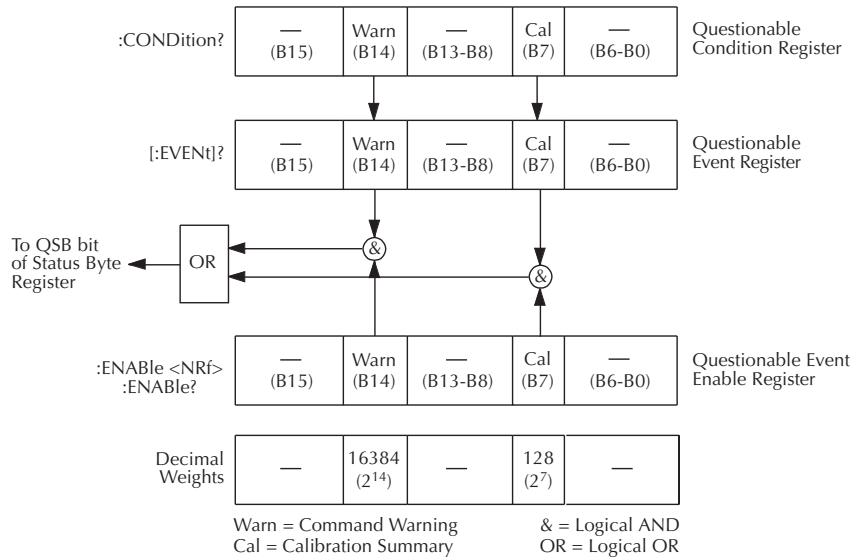 :CONDition?
—
(B15)
Warn
(B14)
—
(B13-B8)
Cal
(B7)
—
(B6-B0)
Questionable
Condition Register
[:EVENt]?
—
(B15)
Warn
(B14)
—
(B13-B8)
Cal
(B7)
—
(B6-B0)
Questionable
Event Register
&
To QSB bit
of Status Byte
Register
OR
&
:ENABle <NRf>
:ENABle?
—
(B15)
Warn
(B14)
—
(B13-B8)
Cal
(B7)
—
(B6-B0)
Questionable Event
Enable Register
Decimal
Weights
—
16384
(2¹⁴)
—
128
(2⁷)
—
Warn = Command Warning
Cal = Calibration Summary
& = Logical AND
OR = Logical OR